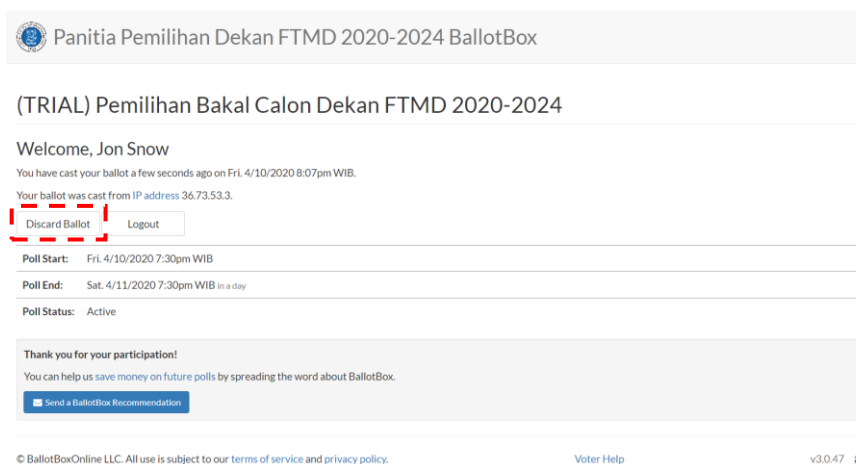 Panitia Pemilihan Dekan FTMD 2020-2024 BallotBox
(TRIAL) Pemilihan Bakal Calon Dekan FTMD 2020-2024
Welcome, Jon Snow
You have cast your ballot a few seconds ago on Fri. 4/10/2020 8:07pm WIB.
Your ballot was cast from IP address 36.73.53.3.
Discard Ballot Logout
Poll Start: Fri. 4/10/2020 7:30pm WIB
Poll End: Sat. 4/11/2020 7:30pm WIB in a day
Poll Status: Active
Thank you for your participation!
You can help us save money on future polls by spreading the word about BallotBox.
Send a BallotBox Recommendation
© BallotBoxOnline LLC. All use is subject to our terms of service and privacy policy. Voter Help v3.0.47